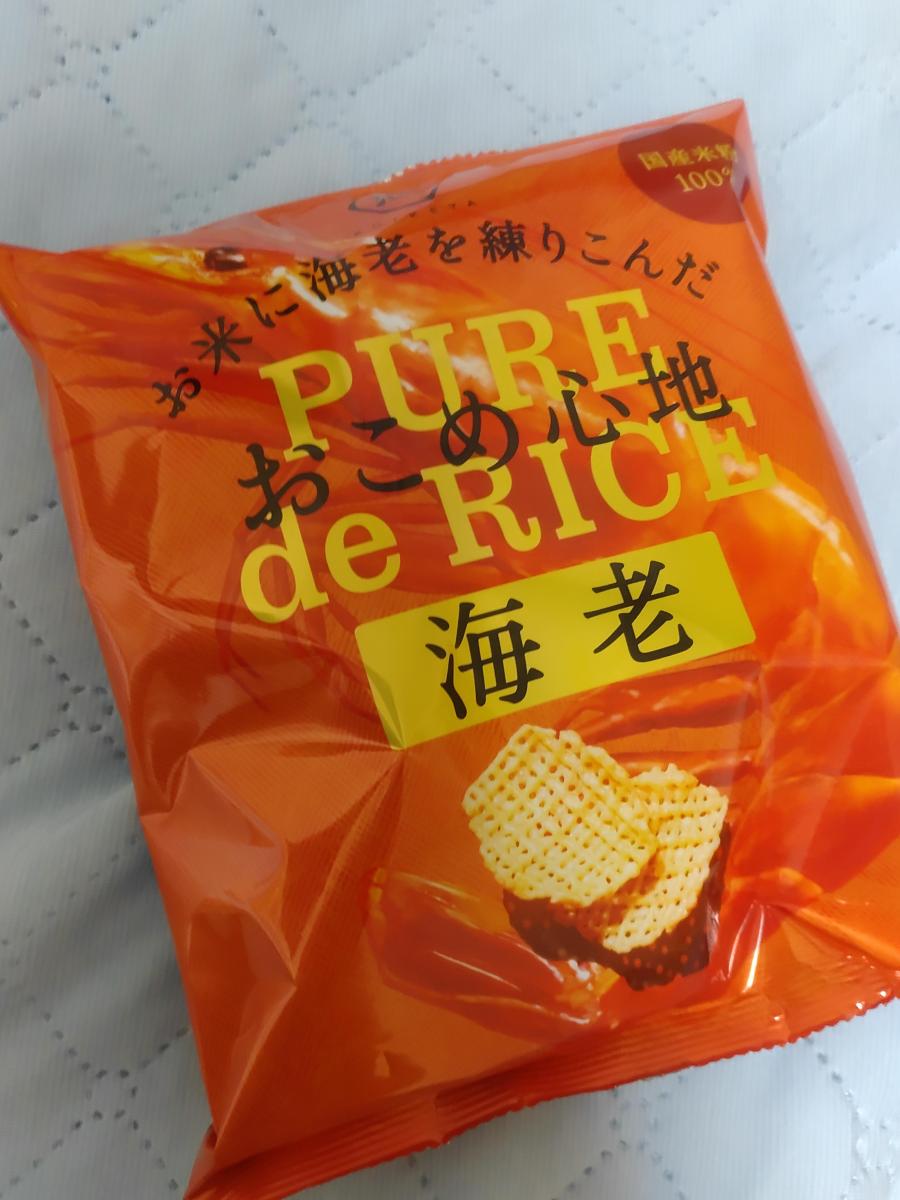 国産米粉
100%
お米に海老を練りこんだ
PURE
おこめ心地
de RICE
海老